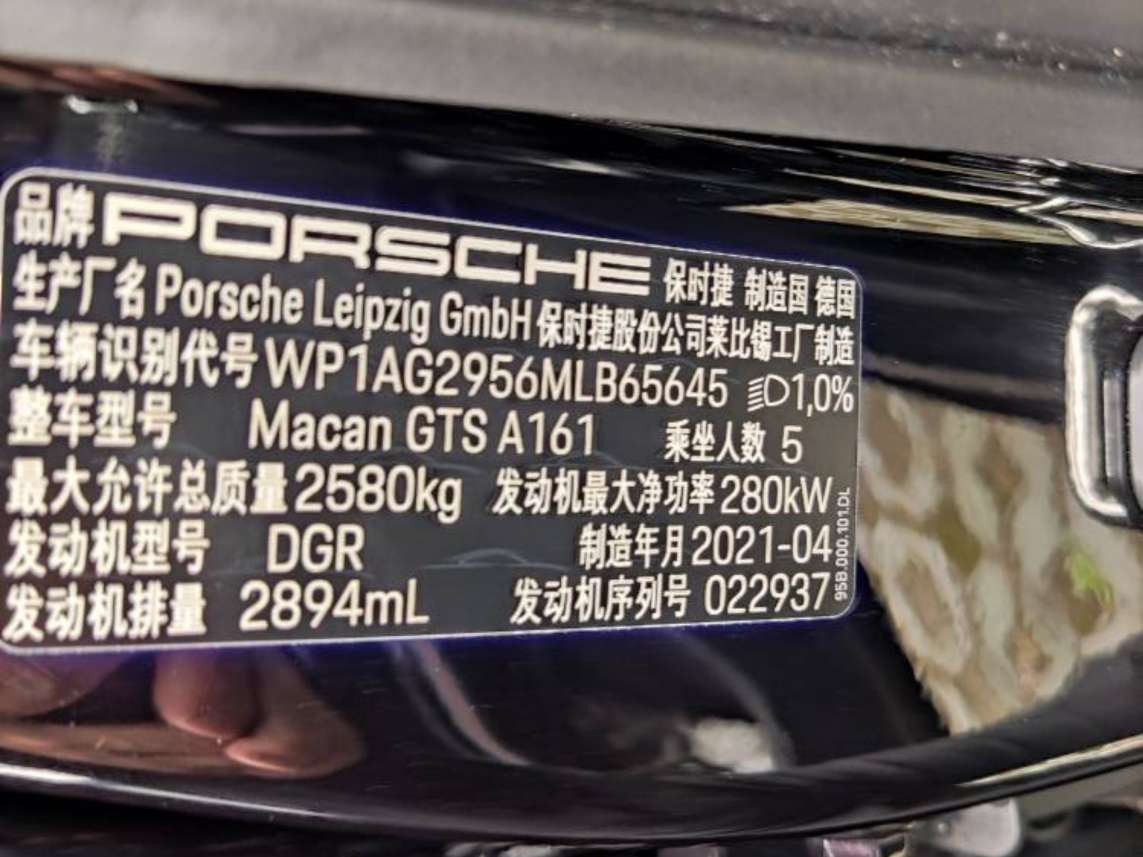 品牌 PORSCHE 保时捷 制造国 德国
生产厂名 Porsche Leipzig GmbH 保时捷股份公司莱比锡工厂制造
车辆识别代号 WP1AG2956MLB65645 1,0%
整车型号 Macan GTS A161 乘坐人数 5
最大允许总质量 2580kg 发动机最大净功率 280kW
发动机型号 DGR 制造年月 2021-04
发动机排量 2894mL 发动机序列号 022937
95B.000.101.DL